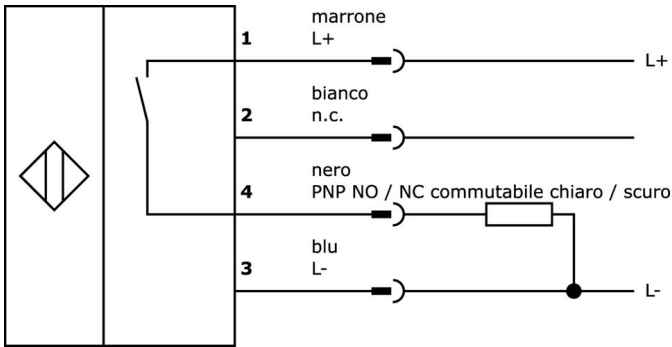 marrone
1 L+
L+
bianco
2 n.c.
nero
4 PNP NO / NC commutabile chiaro / scuro
blu
3 L-
L-